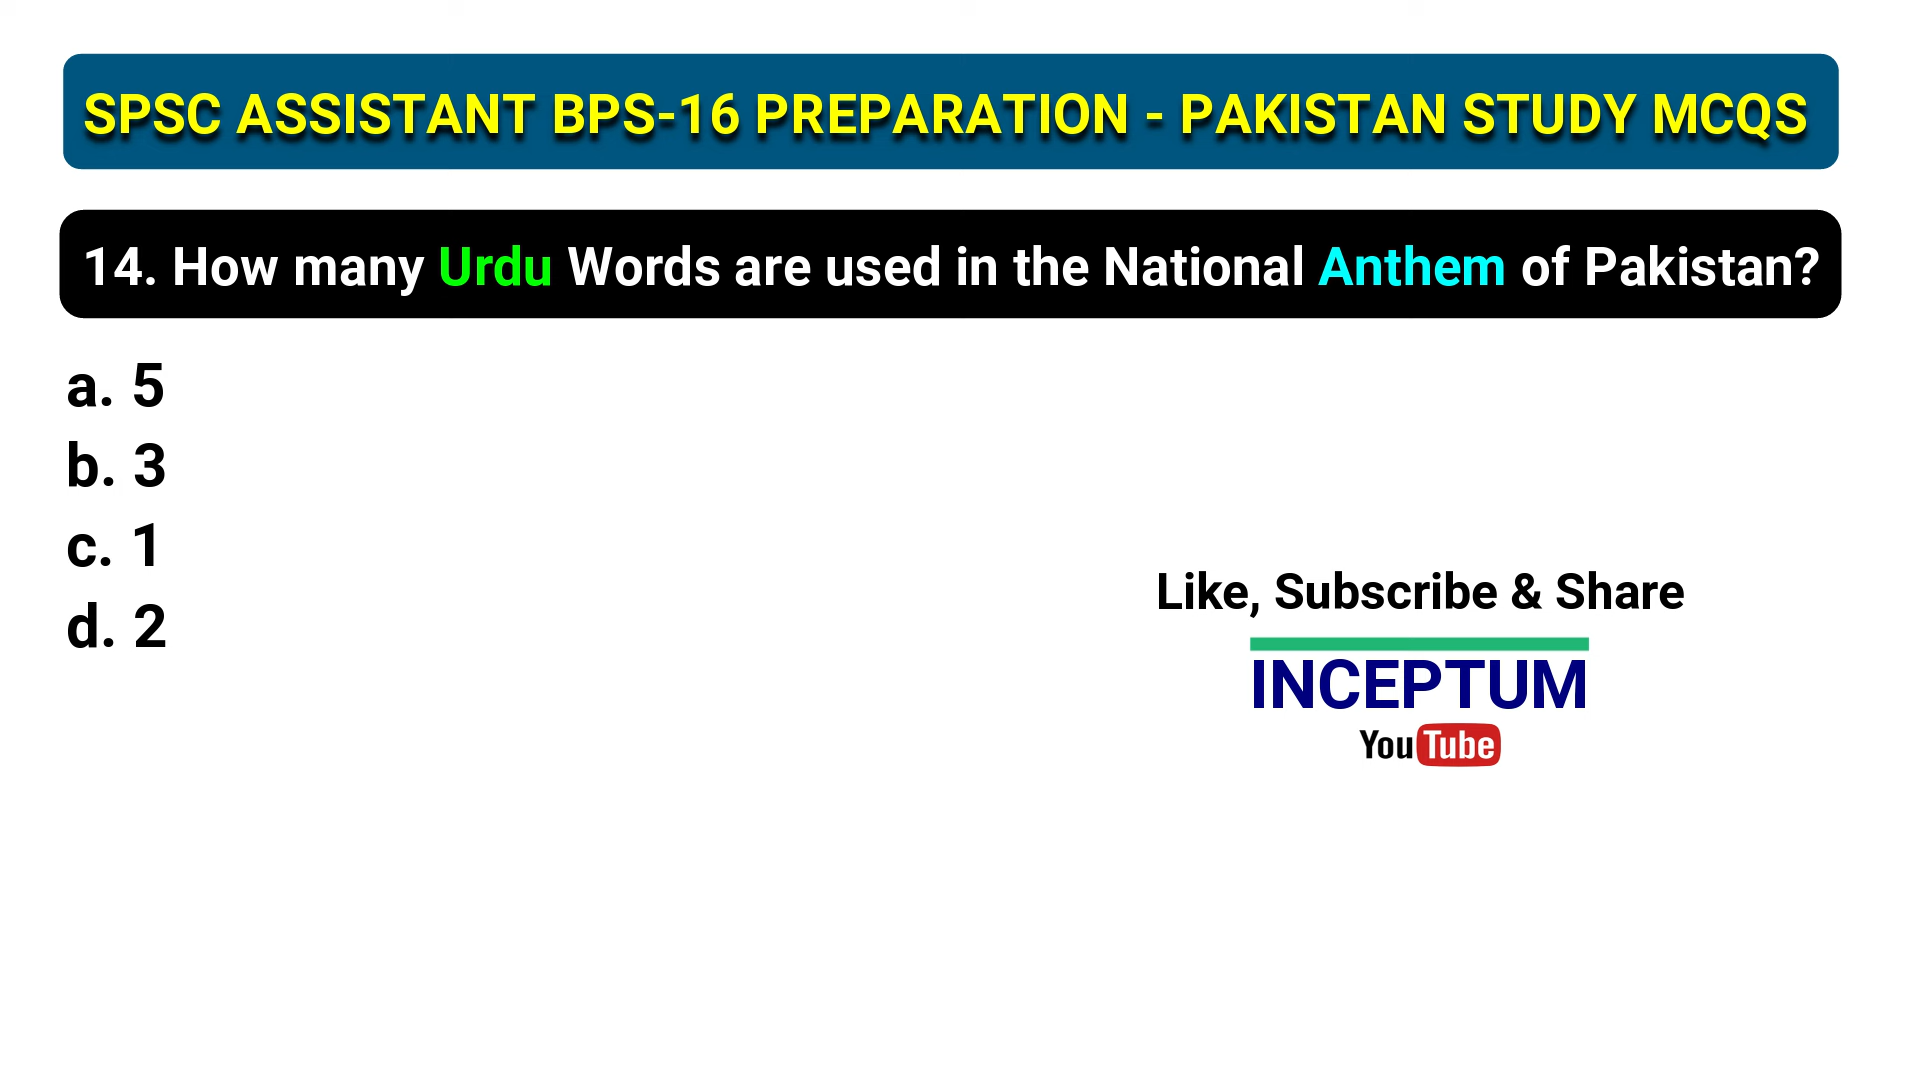 SPSC ASSISTANT BPS-16 PREPARATION - PAKISTAN STUDY MCQS
14. How many Urdu Words are used in the National Anthem of Pakistan?
a. 5
b. 3
c. 1
d. 2
Like, Subscribe & Share
INCEPTUM
YouTube